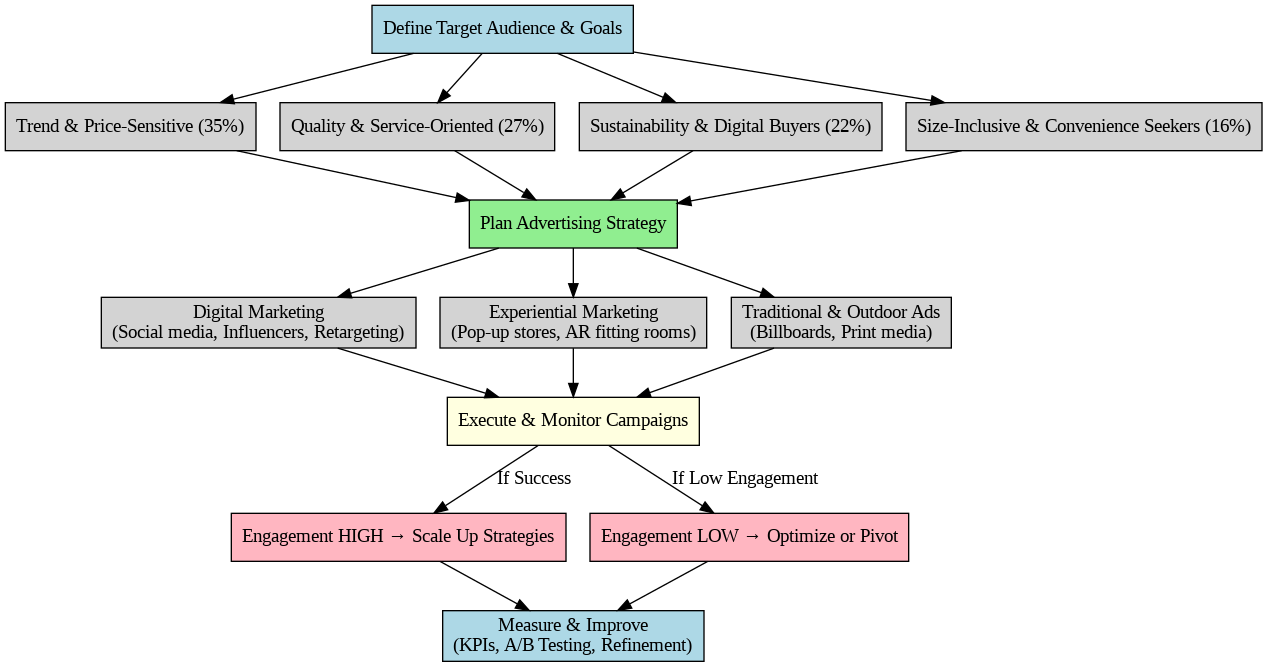 Define Target Audience & Goals
Trend & Price-Sensitive (35%)
Quality & Service-Oriented (27%)
Sustainability & Digital Buyers (22%)
Size-Inclusive & Convenience Seekers (16%)
Plan Advertising Strategy
Digital Marketing
(Social media, Influencers, Retargeting)
Experiential Marketing
(Pop-up stores, AR fitting rooms)
Traditional & Outdoor Ads
(Billboards, Print media)
Execute & Monitor Campaigns
If Success
If Low Engagement
Engagement HIGH → Scale Up Strategies
Engagement LOW → Optimize or Pivot
Measure & Improve
(KPIs, A/B Testing, Refinement)